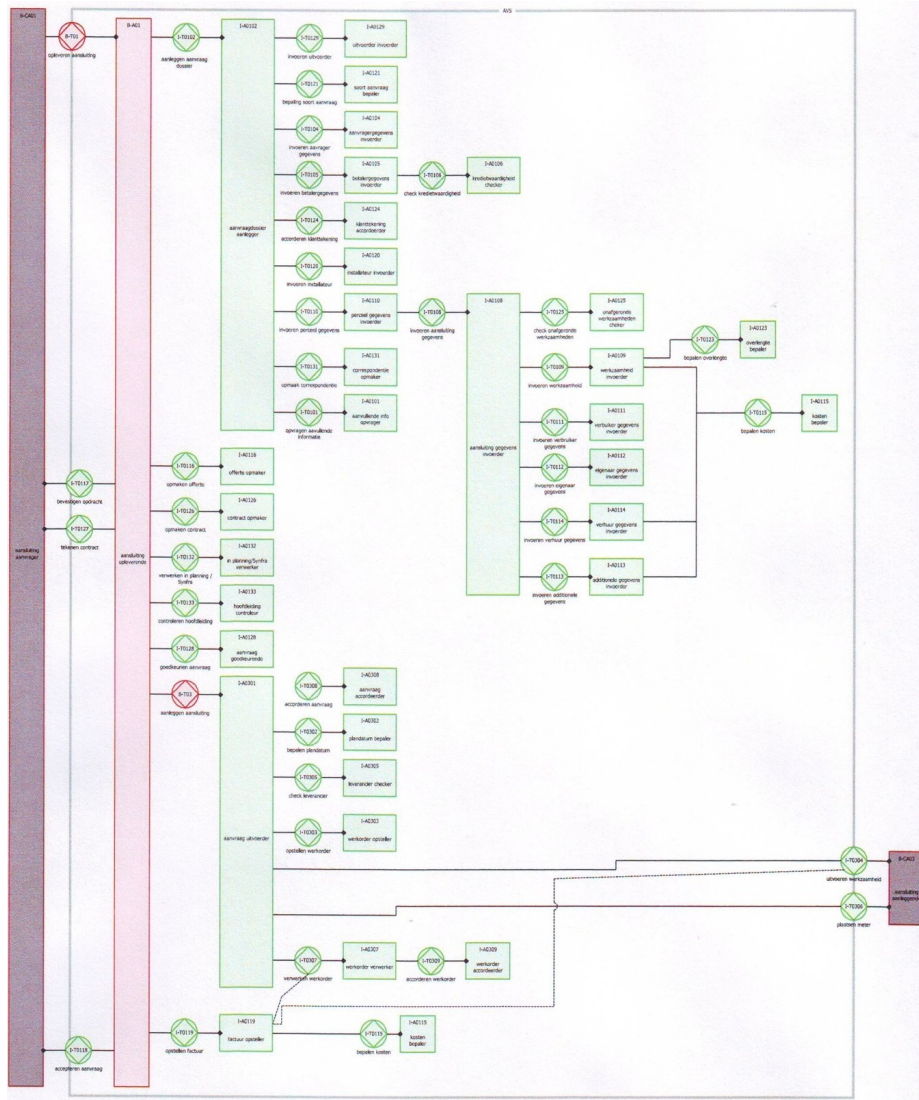 AVS
B-CA01
aansluiting
aanvrager
B-T01
opleveren aansluiting
B-A01
aansluiting
opleverende
I-T0102
aanleggen aanvraag
dossier
I-A0102
aanvraagdossier
aanlegger
I-T0129
invoeren uitvoerder
I-A0129
uitvoerder invoerder
I-T0121
bepaling soort aanvraag
I-A0121
soort aanvraag
bepaler
I-T0104
invoeren aavrager
gegevens
I-A0104
aanvragergegevens
invoerder
I-T0105
invoeren betalergegevens
I-A0105
betalergegevens
invoerder
I-T0106
check kredietwaardigheid
I-A0106
kredietwaardigheid
checker
I-T0124
accorderen klanttekening
I-A0124
klanttekening
accordeerder
I-T0120
invoeren installateur
I-A0120
installateur invoerder
I-T0110
invoeren perceel gegevens
I-A0110
perceel gegevens
invoerder
I-T0108
invoeren aansluiting
gegevens
I-A0108
aansluiting gegevens
invoerder
I-T0125
check onafgeronde
werkzaamheden
I-A0125
onafgeronde
werkzaamheden
cheker
I-T0109
invoeren werkzaamheid
I-A0109
werkzaamheid
invoerder
I-T0123
bepalen overlengte
I-A0123
overlengte
bepaler
I-T0115
bepalen kosten
I-A0115
kosten
bepaler
I-T0111
invoeren verbruiker
gegevens
I-A0111
verbruiker gegevens
invoerder
I-T0112
invoeren eigenaar
gegevens
I-A0112
eigenaar gegevens
invoerder
I-T0114
invoeren verhuur gegevens
I-A0114
verhuur gegevens
invoerder
I-T0113
invoeren additionele
gegevens
I-A0113
additionele gegevens
invoerder
I-T0131
opmaak correspondentie
I-A0131
correspondentie
opmaker
I-T0101
opvragen aavullende
informatie
I-A0101
aanvullende info
opvrager
I-T0116
opmaken offerte
I-A0116
offerte opmaker
I-T0117
bevestigen opdracht
I-T0126
opmaken contract
I-A0126
contract opmaker
I-T0127
tekenen contract
I-T0132
verwerken in planning /
Synfra
I-A0132
in planning/Synfra
verwerker
I-T0133
controleren hoofdleiding
I-A0133
hoofdleiding
controleur
I-T0128
goedkeuren aanvraag
I-A0128
aanvraag
goedkeurende
B-T03
aanleggen aansluiting
I-A0301
aanvraag uitvoerder
I-T0308
accorderen aanvraag
I-A0308
aanvraag
accordeerder
I-T0302
bepalen plandatum
I-A0302
plandatum bepaler
I-T0305
check leverancier
I-A0305
leverancier checker
I-T0303
opstellen werkorder
I-A0303
werkorder opsteller
I-T0304
uitvoeren werkzaamheid
B-CA03
aansluiting
I-T0306
plaatsen meter
I-T0307
verwerken werkorder
I-A0307
werkorder verwerker
I-T0309
accorderen werkorder
I-A0309
werkorder
accordeerder
I-T0119
opstellen factuur
I-A0119
factuur opsteller
I-T0115
bepalen kosten
I-A0115
kosten
bepaler
I-T0118
accepteren aanvraag